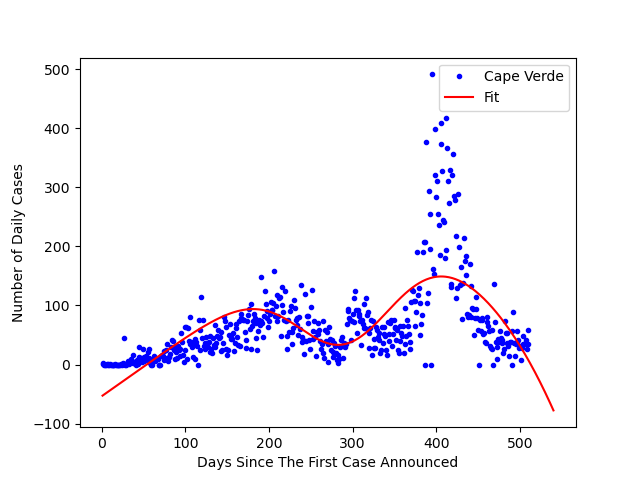 Cape Verde
Fit
500
400
300
200
100
0
−100
Number of Daily Cases
0 100 200 300 400 500
Days Since The First Case Announced